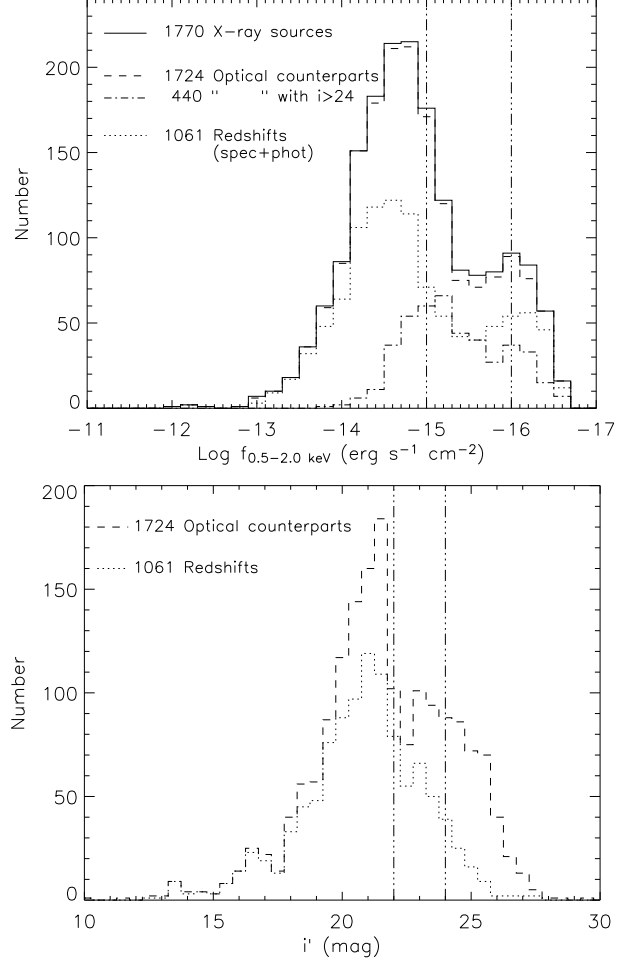 1770 X-ray sources
1724 Optical counterparts
440 " " with i>24
1061 Redshifts
(spec+phot)
200
150
100
50
0
Number
-11 -12 -13 -14 -15 -16 -17
Log f0.5-2.0 keV (erg s-1 cm-2)
200
1724 Optical counterparts
1061 Redshifts
150
100
50
0
Number
10 15 20 25 30
i' (mag)